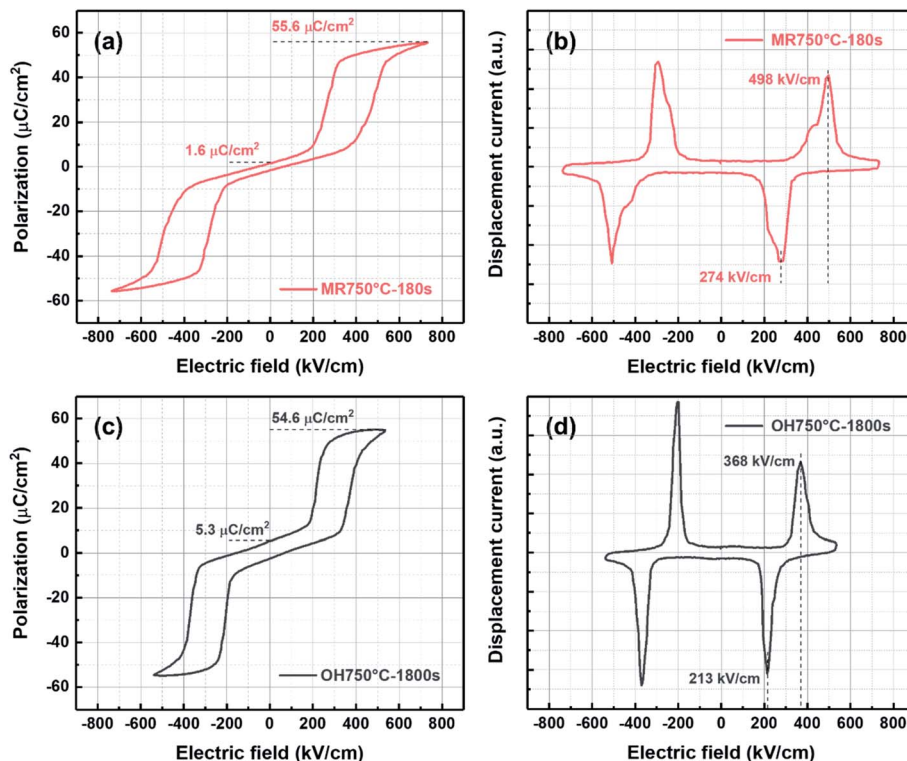 (a)
55.6 μC/cm²
1.6 μC/cm²
MR750°C-180s
Polarization (μC/cm²)
60
40
20
0
-20
-40
-60
-800 -600 -400 -200 0 200 400 600 800
Electric field (kV/cm)
(b)
MR750°C-180s
498 kV/cm
274 kV/cm
Displacement current (a.u.)
-800 -600 -400 -200 0 200 400 600 800
Electric field (kV/cm)
(c)
54.6 μC/cm²
5.3 μC/cm²
OH750°C-1800s
Polarization (μC/cm²)
60
40
20
0
-20
-40
-60
-800 -600 -400 -200 0 200 400 600 800
Electric field (kV/cm)
(d)
OH750°C-1800s
368 kV/cm
213 kV/cm
Displacement current (a.u.)
-800 -600 -400 -200 0 200 400 600 800
Electric field (kV/cm)